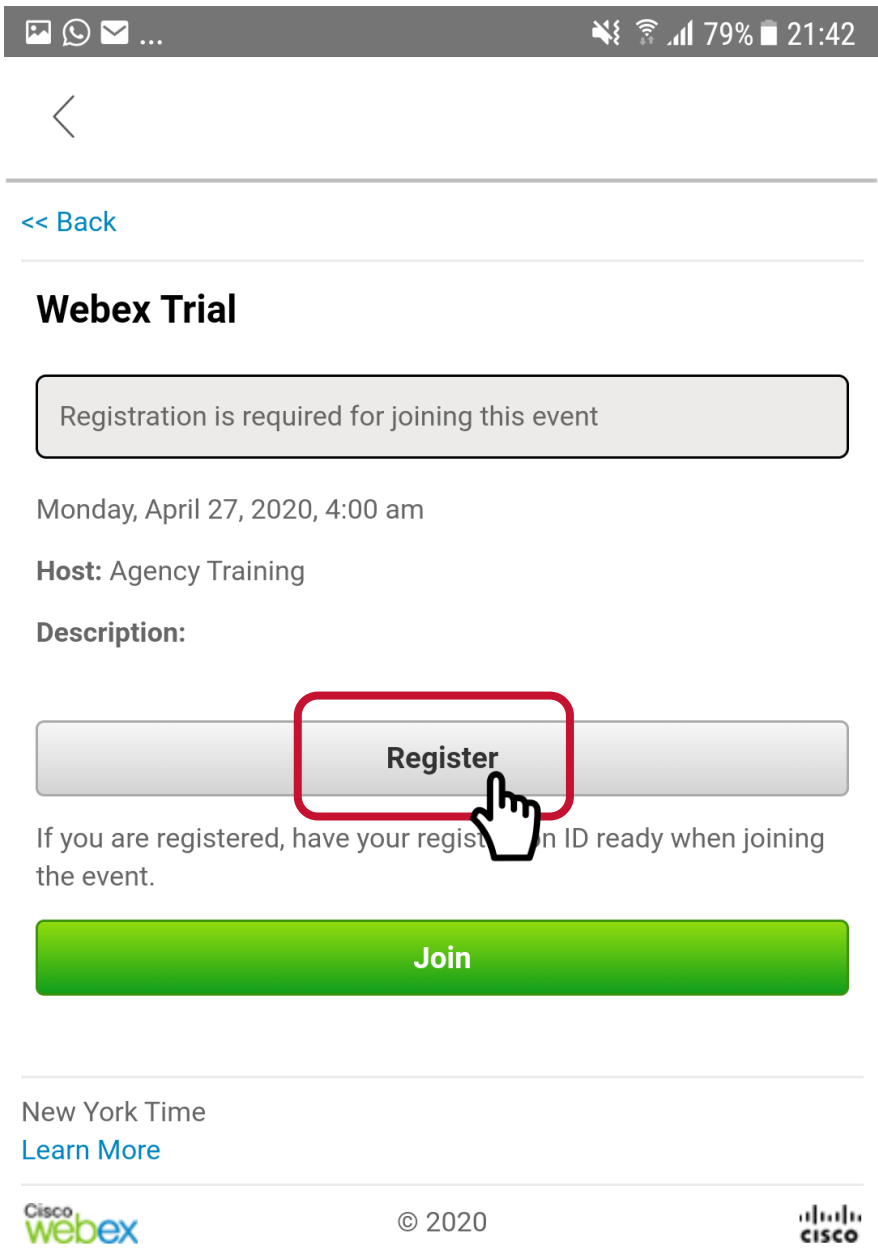 ... 79% 21:42
<< Back
Webex Trial
Registration is required for joining this event
Monday, April 27, 2020, 4:00 am
Host: Agency Training
Description:
Register
If you are registered, have your regist n ID ready when joining
the event.
Join
New York Time
Learn More
Cisco
webex © 2020 CISCO